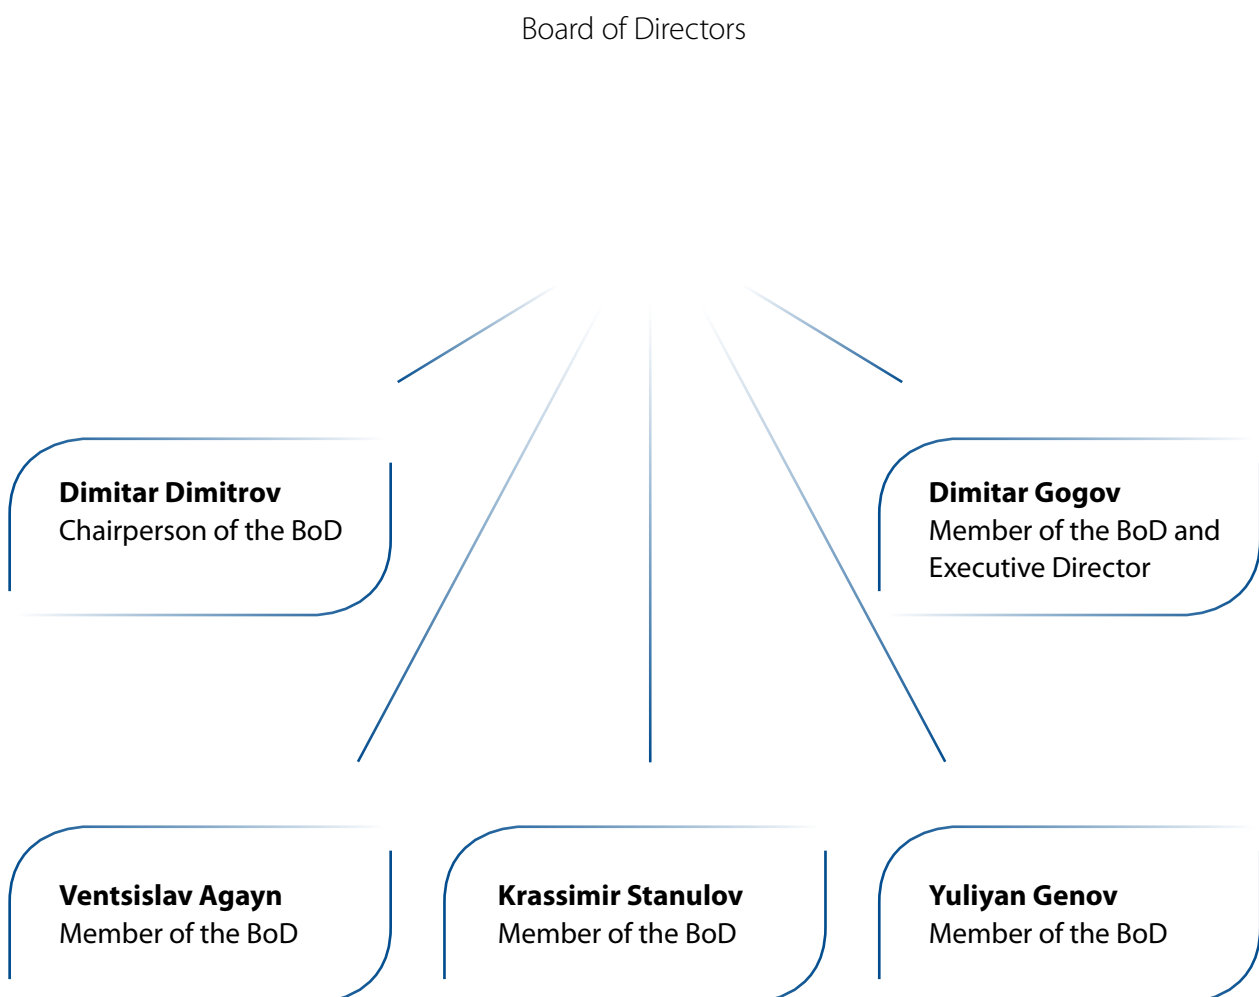 Board of Directors
Dimitar Dimitrov
Chairperson of the BoD
Dimitar Gogov
Member of the BoD and
Executive Director
Ventsislav Agayn
Member of the BoD
Krassimir Stanulov
Member of the BoD
Yuliyan Genov
Member of the BoD